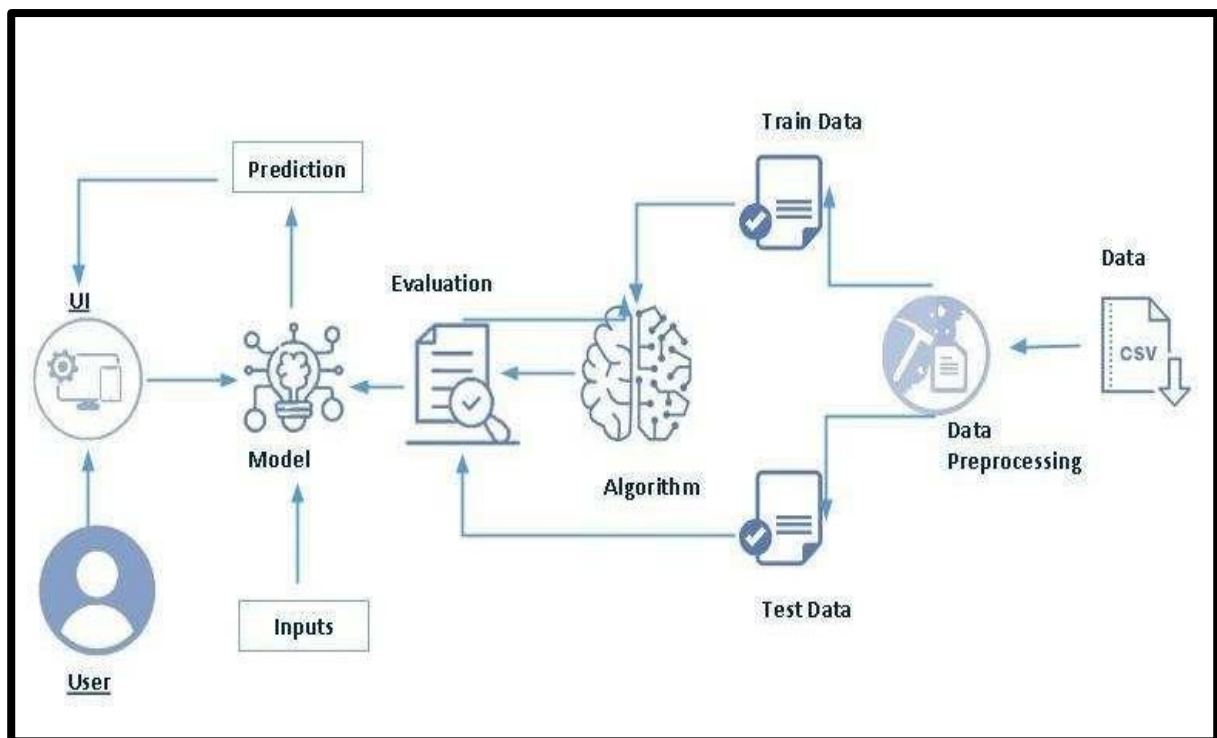 Train Data
Prediction
Data
Evaluation
UI
CSV
Data
Preprocessing
Model
Algorithm
Test Data
Inputs
User